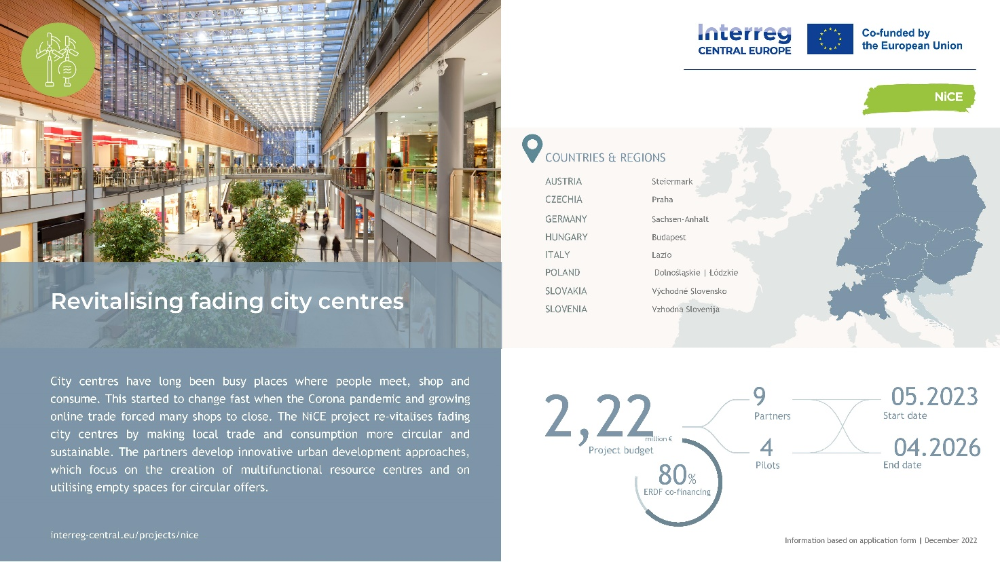 Interreg
CENTRAL EUROPE
Co-funded by
the European Union
NiCE
Revitalising fading city centres
City centres have long been busy places where people meet, shop and
consume. This started to change fast when the Corona pandemic and growing
online trade forced many shops to close. The NiCE project re-vitalises fading
city centres by making local trade and consumption more circular and
sustainable. The partners develop innovative urban development approaches,
which focus on the creation of multifunctional resource centres and on
utilising empty spaces for circular offers.
interreg-central.eu/projects/nice
COUNTRIES & REGIONS
AUSTRIA Steiermark
CZECHIA Praha
GERMANY Sachsen-Anhalt
HUNGARY Budapest
ITALY Lazio
POLAND Dolnośląskie | Łódzkie
SLOVAKIA Východné Slovensko
SLOVENIA Vzhodna Slovenija
2,22 million €
Project budget
80%
ERDF co-financing
9
Partners
4
Pilots
05.2023
Start date
04.2026
End date
Information based on application form | December 2022